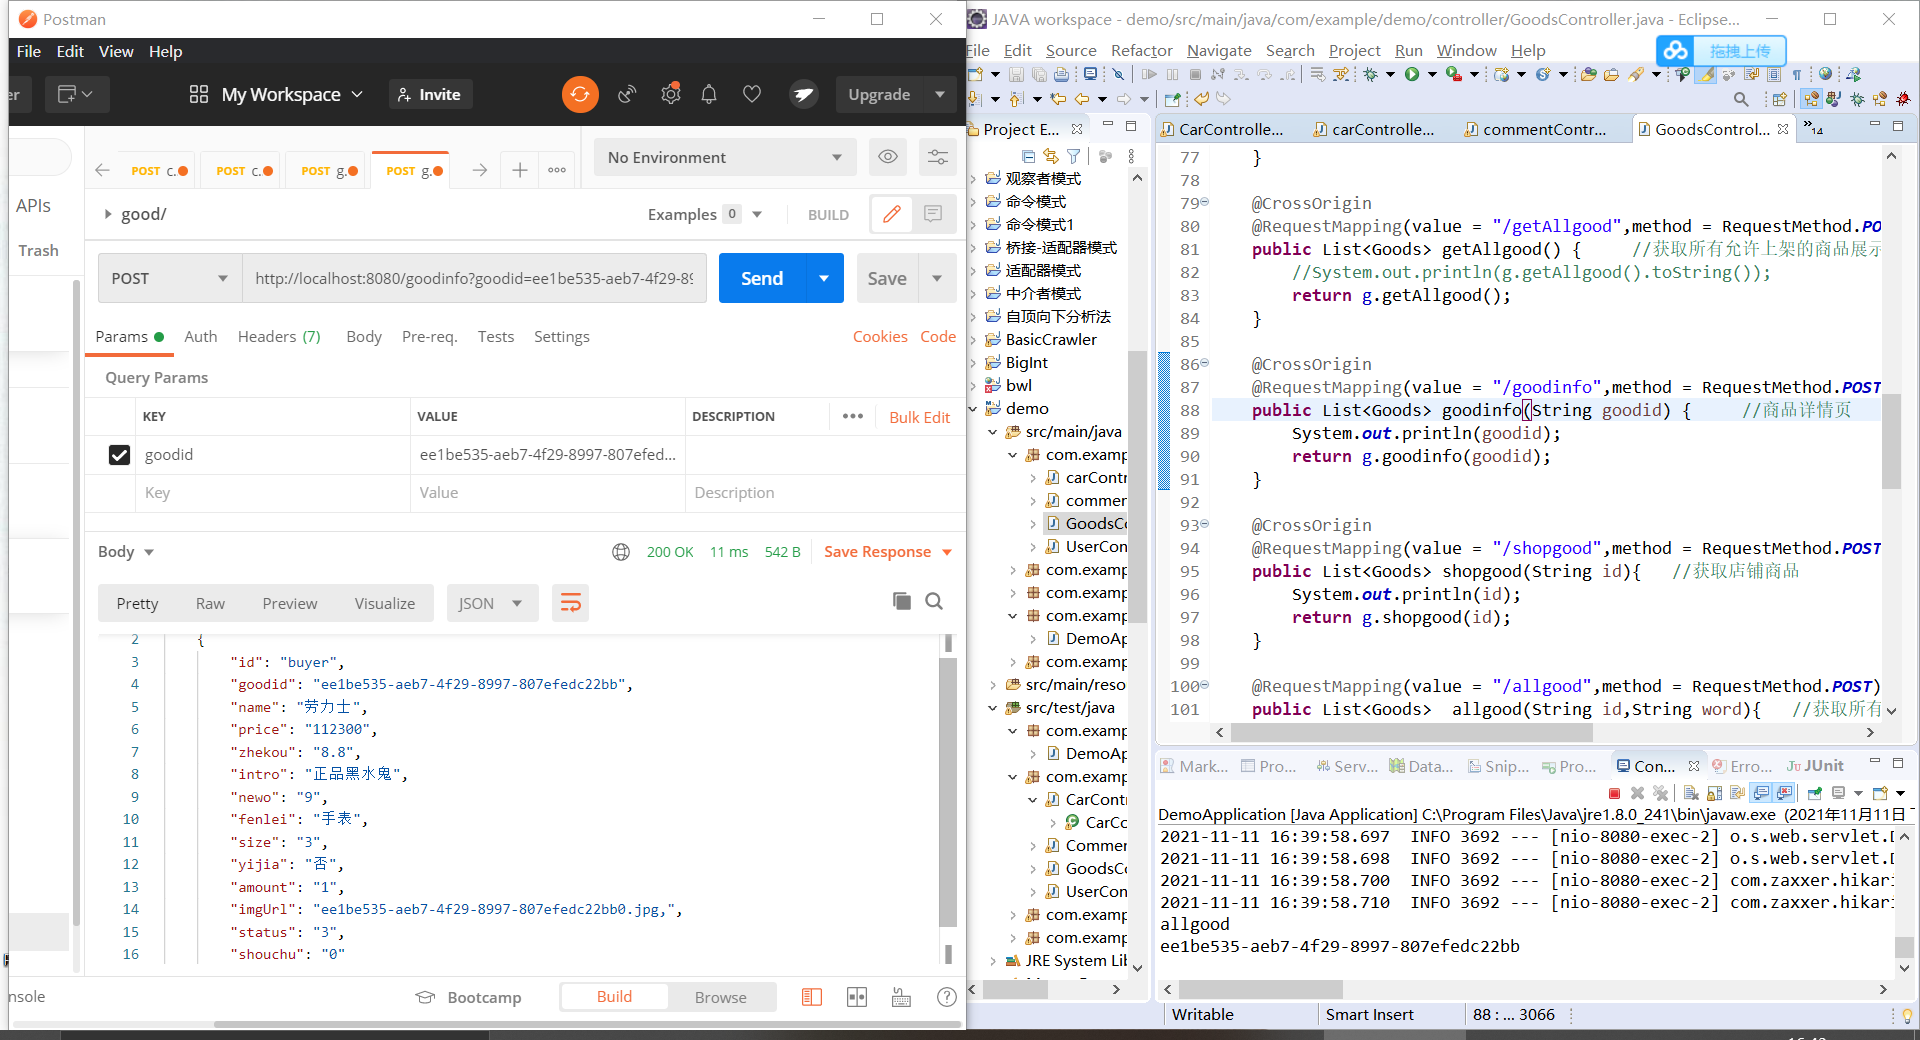 Postman
File Edit View Help
er
My Workspace
Invite
Upgrade
APIs
Trash
POST c.
POST c.
POST g.
POST g.
No Environment
good/
Examples 0
BUILD
POST
http://localhost:8080/goodinfo?goodid=ee1be535-aeb7-4f29-89
Send
Save
Params
Auth
Headers (7)
Body
Pre-req.
Tests
Settings
Cookies
Code
Query Params
KEY VALUE DESCRIPTION
Bulk Edit
goodid ee1be535-aeb7-4f29-8997-807efed...
Key Value Description
Body
200 OK 11 ms 542 B
Save Response
Pretty Raw Preview Visualize
JSON
2 {
3 "id": "buyer",
4 "goodid": "ee1be535-aeb7-4f29-8997-807efedc22bb",
5 "name": "劳力士",
6 "price": "112300",
7 "zhekou": "8.8",
8 "intro": "正品黑水鬼",
9 "newo": "9",
10 "fenlei": "手表",
11 "size": "3",
12 "yijia": "否",
13 "amount": "1",
14 "imgUrl": "ee1be535-aeb7-4f29-8997-807efedc22bb0.jpg,",
15 "status": "3",
16 "shouchu": "0"
nsole
Bootcamp
Build Browse
JAVA workspace - demo/src/main/java/com/example/demo/controller/GoodsController.java - Eclipse...
File Edit Source Refactor Navigate Search Project Run Window Help
拖拽上传
Project E...
观察者模式
命令模式
命令模式1
桥接-适配器模式
适配器模式
中介者模式
自顶向下分析法
BasicCrawler
BigInt
bwl
demo
src/main/java
com.examp
carContr
commen
GoodsCo
UserCon
com.examp
com.examp
com.examp
DemoAp
com.examp
src/main/reso
src/test/java
com.examp
DemoAp
com.examp
CarContr
CarCo
Commer
GoodsCo
UserCon
com.examp
com.examp
JRE System Lib
CarControlle...
carControlle...
commentContr...
GoodsControl...
»14
77 }
78
79 @CrossOrigin
80 @RequestMapping(value = "/getAllgood",method = RequestMethod.PO
81 public List<Goods> getAllgood() { //获取所有允许上架的商品展示
82 //System.out.println(g.getAllgood().toString());
83 return g.getAllgood();
84 }
85
86 @CrossOrigin
87 @RequestMapping(value = "/goodinfo",method = RequestMethod.POST
88 public List<Goods> goodinfo(String goodid) { //商品详情页
89 System.out.println(goodid);
90 return g.goodinfo(goodid);
91 }
92
93 @CrossOrigin
94 @RequestMapping(value = "/shopgood",method = RequestMethod.POST
95 public List<Goods> shopgood(String id){ //获取店铺商品
96 System.out.println(id);
97 return g.shopgood(id);
98 }
99
100 @RequestMapping(value = "/allgood",method = RequestMethod.POST)
101 public List<Goods> allgood(String id,String word){ //获取所有
Mark... Pro... Serv... Data... Snip... Pro... Con... Erro... JUnit
DemoApplication [Java Application] C:\Program Files\Java\jre1.8.0_241\bin\javaw.exe (2021年11月11日
2021-11-11 16:39:58.697 INFO 3692 --- [nio-8080-exec-2] o.s.web.servlet.D
2021-11-11 16:39:58.698 INFO 3692 --- [nio-8080-exec-2] o.s.web.servlet.D
2021-11-11 16:39:58.700 INFO 3692 --- [nio-8080-exec-2] com.zaxxer.hikari
2021-11-11 16:39:58.710 INFO 3692 --- [nio-8080-exec-2] com.zaxxer.hikari
allgood
ee1be535-aeb7-4f29-8997-807efedc22bb
Writable
Smart Insert
88 : ... 3066